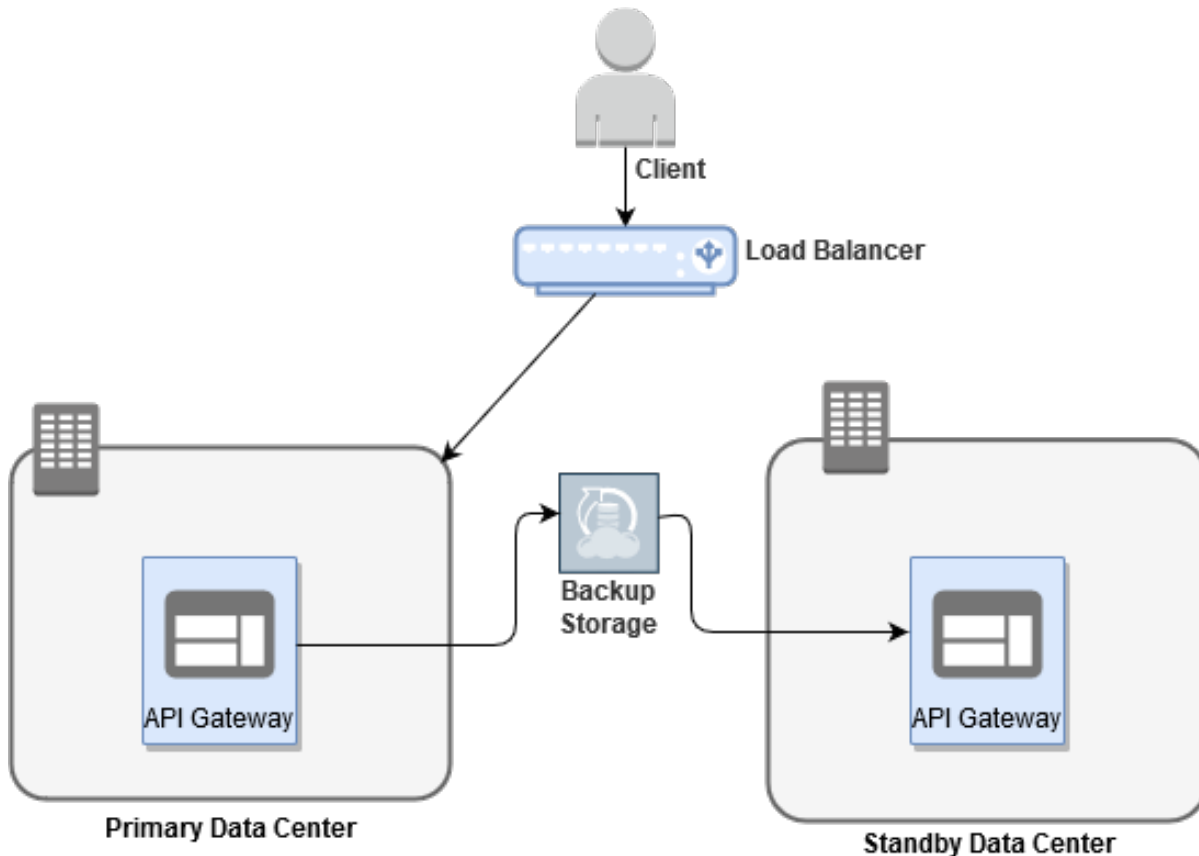 Client
Load Balancer
Backup
Storage
API Gateway
API Gateway
Primary Data Center
Standby Data Center